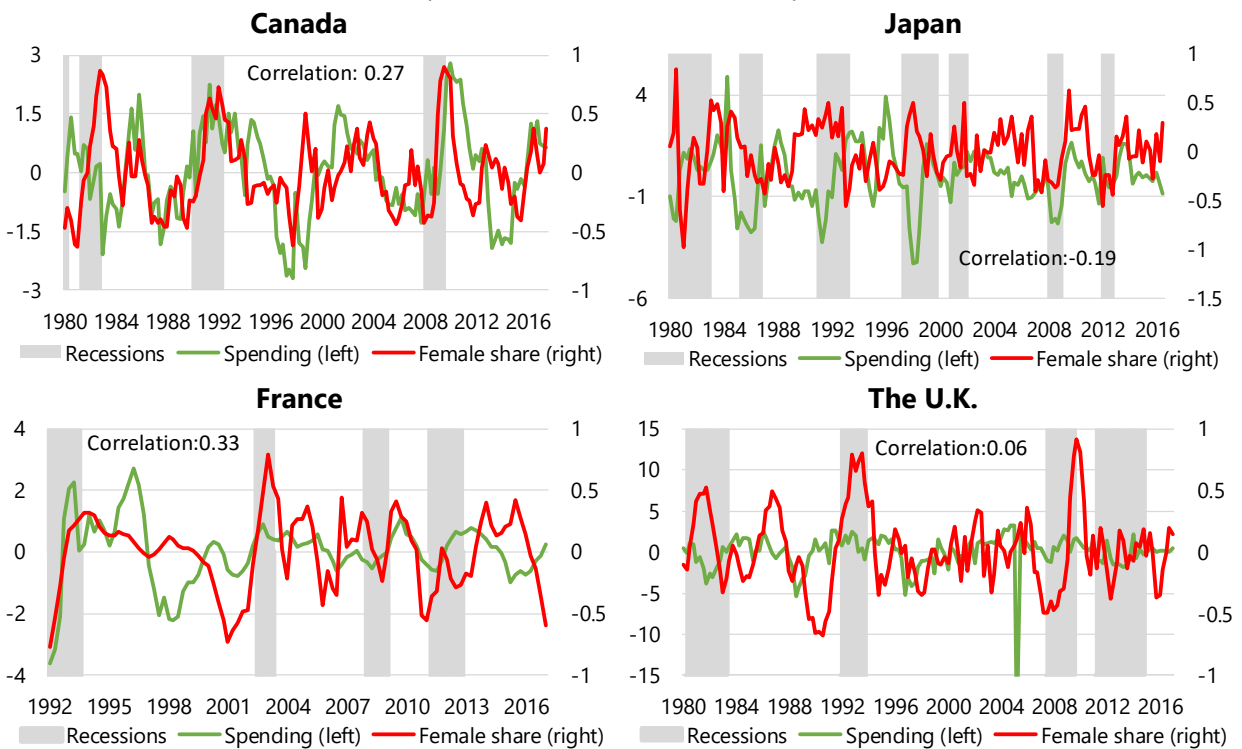 Canada
3
1.5
0
-1.5
-3
1
0.5
0
-0.5
-1
Correlation: 0.27
1980 1984 1988 1992 1996 2000 2004 2008 2012 2016
Recessions Spending (left) Female share (right)
Japan
4
-1
-6
1
0.5
0
-0.5
-1
-1.5
Correlation:-0.19
1980 1984 1988 1992 1996 2000 2004 2008 2012 2016
Recessions Spending (left) Female share (right)
France
4
2
0
-2
-4
1
0.5
0
-0.5
-1
Correlation:0.33
1992 1995 1998 2001 2004 2007 2010 2013 2016
Recessions Spending (left) Female share (right)
The U.K.
15
10
5
0
-5
-10
-15
1
0.5
0
-0.5
-1
Correlation:0.06
1980 1984 1988 1992 1996 2000 2004 2008 2012 2016
Recessions Spending (left) Female share (right)